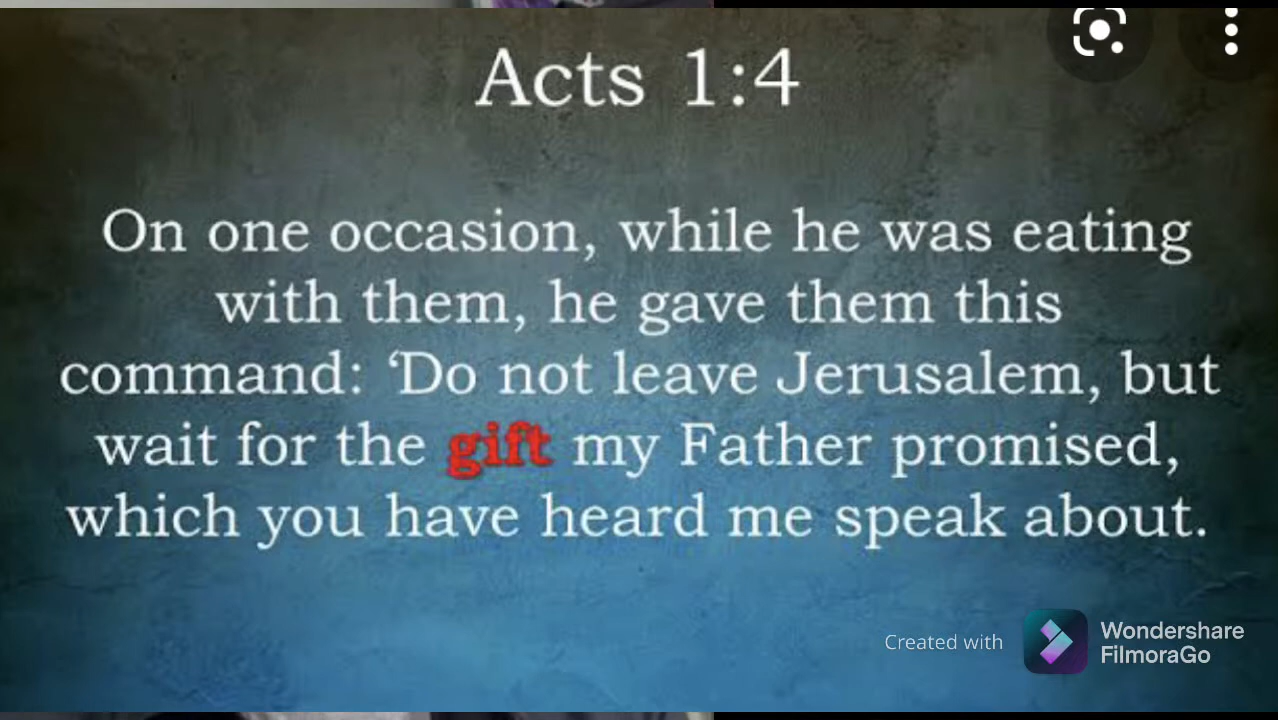 Acts 1:4
On one occasion, while he was eating
with them, he gave them this
command: ‘Do not leave Jerusalem, but
wait for the gift my Father promised,
which you have heard me speak about.
Created with
Wondershare
FilmoraGo